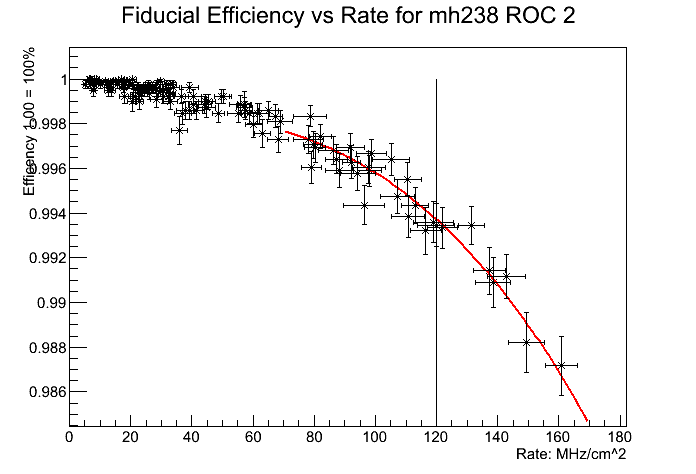 Fiducial Efficiency vs Rate for mh238 ROC 2
Efficency 1.00 = 100%
1
0.998
0.996
0.994
0.992
0.99
0.988
0.986
0 20 40 60 80 100 120 140 160 180
Rate: MHz/cm^2